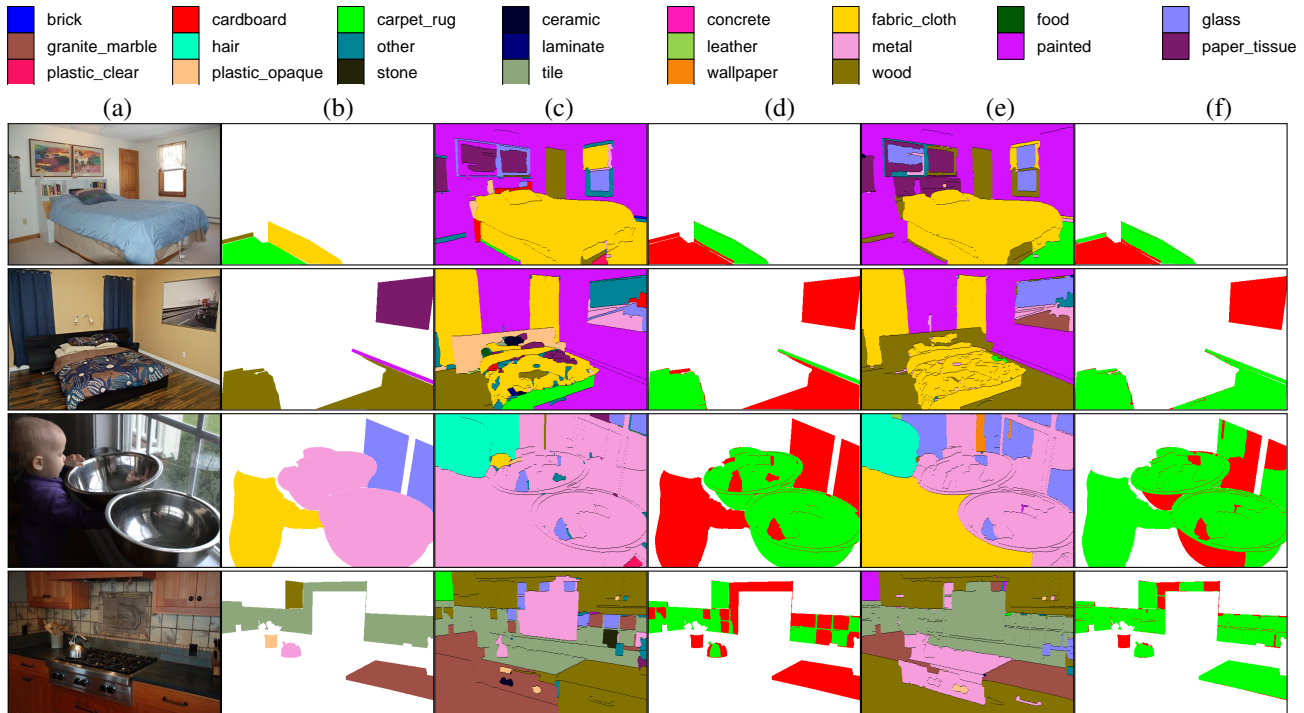 brick cardboard carpet_rug ceramic concrete fabric_cloth food glass
granite_marble hair other laminate leather metal painted paper_tissue
plastic_clear plastic_opaque stone tile wallpaper wood
(a) (b) (c) (d) (e) (f)